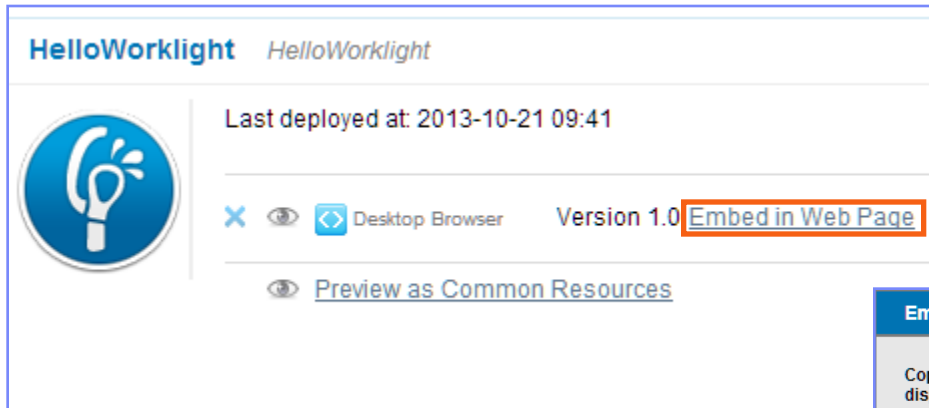 HelloWorklight HelloWorklight
Last deployed at: 2013-10-21 09:41
Desktop Browser Version 1.0 Embed in Web Page
Preview as Common Resources